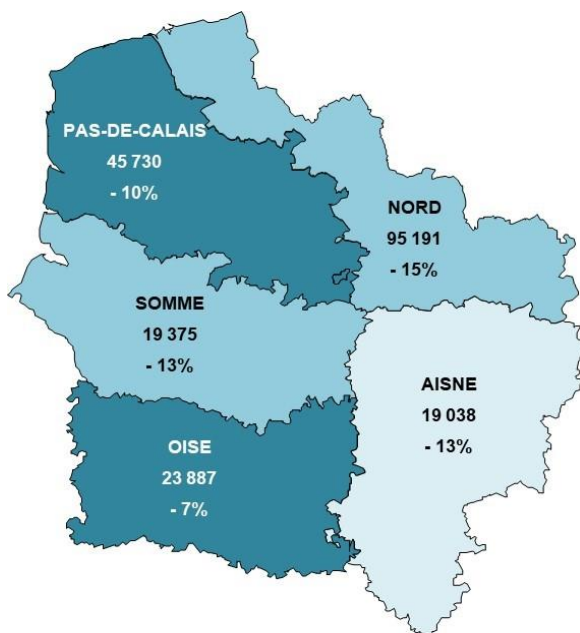 PAS-DE-CALAIS
45 730
- 10%
NORD
95 191
- 15%
SOMME
19 375
- 13%
AISNE
19 038
- 13%
OISE
23 887
- 7%